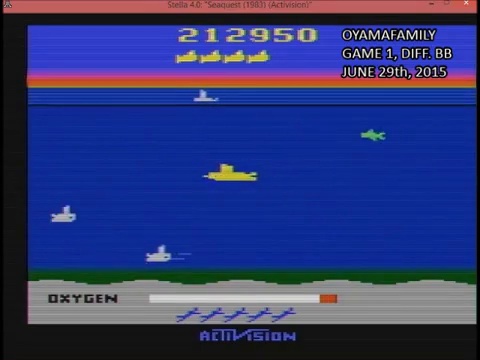 Stella 4.0: "Seaquest (1983) (Activision)"
212950
OYAMAFAMILY
GAME 1, DIFF. BB
JUNE 29th, 2015
OXYGEN
ACTIVISION